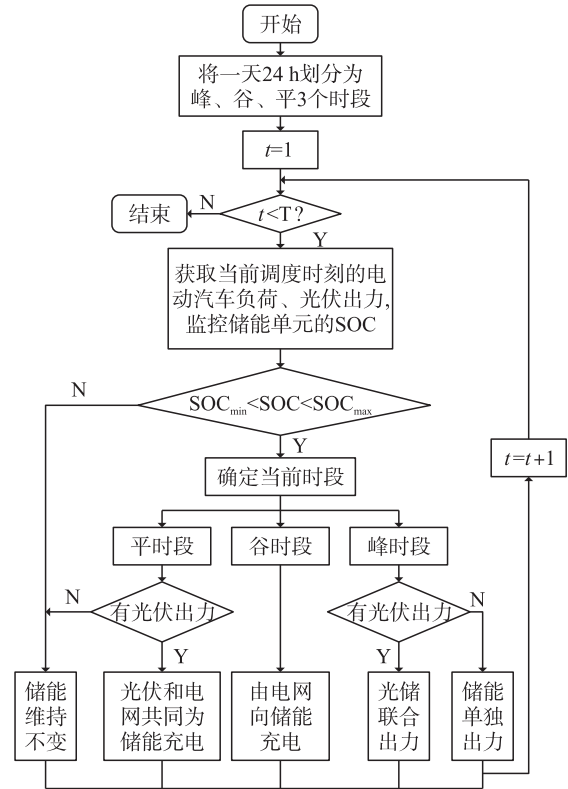 开始
将一天24 h划分为
峰、谷、平3个时段
t=1
结束
N
t<T?
Y
获取当前调度时刻的电
动汽车负荷、光伏出力,
监控储能单元的SOC
N
SOCmin<SOC<SOCmax
Y
t=t+1
确定当前时段
平时段
谷时段
峰时段
N
有光伏出力
有光伏出力
N
Y
Y
储能
维持
不变
光伏和电
网共同为
储能充电
由电网
向储能
充电
光储
联合
出力
储能
单独
出力